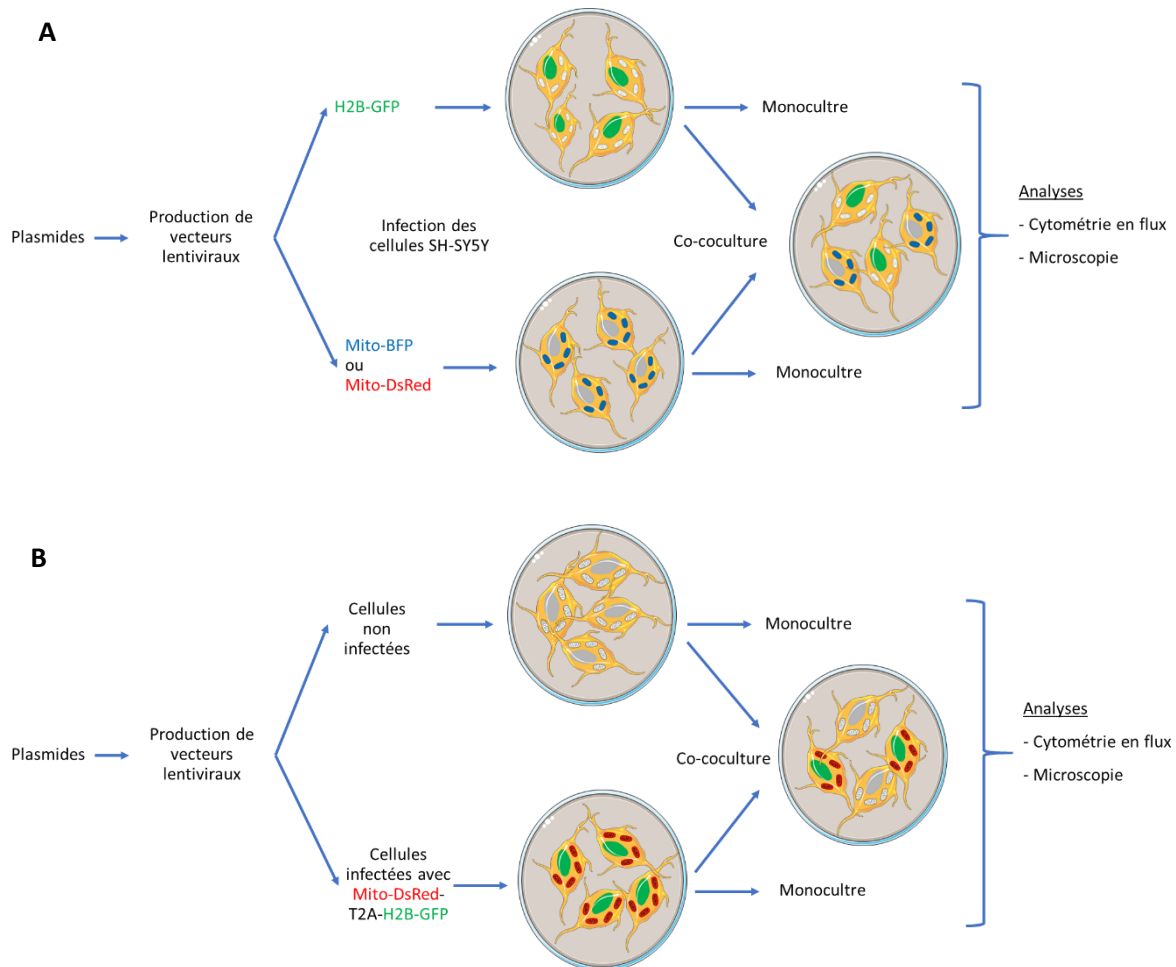 A
H2B-GFP
Monocultre
Plasmides
Production de
vecteurs
lentiviraux
Infection des
cellules SH-SY5Y
Co-coculture
Analyses
- Cytométrie en flux
- Microscopie
Mito-BFP
ou
Mito-DsRed
Monocultre
B
Cellules
non
infectées
Monocultre
Plasmides
Production de
vecteurs
lentiviraux
Co-coculture
Analyses
- Cytométrie en flux
- Microscopie
Cellules
infectées avec
Mito-DsRed-
T2A-H2B-GFP
Monocultre